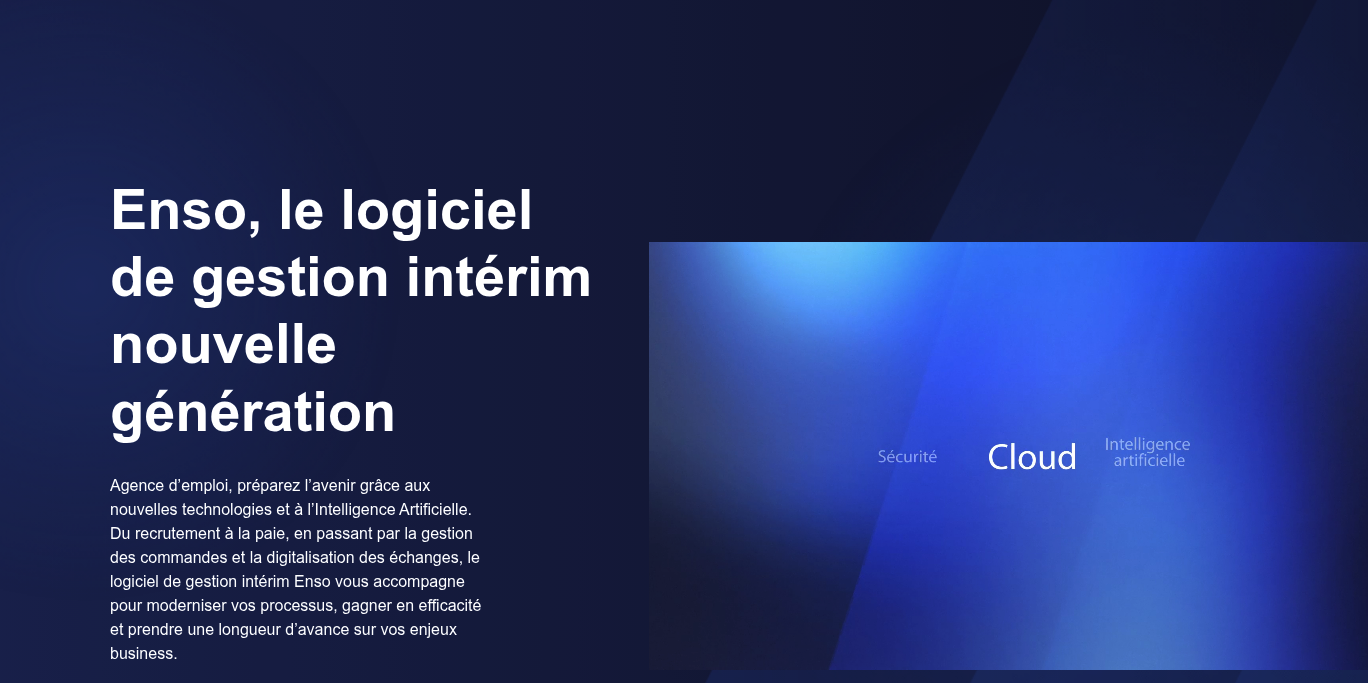 Enso, le logiciel
de gestion intérim
nouvelle
génération
Agence d’emploi, préparez l’avenir grâce aux
nouvelles technologies et à l’Intelligence Artificielle.
Du recrutement à la paie, en passant par la gestion
des commandes et la digitalisation des échanges, le
logiciel de gestion intérim Enso vous accompagne
pour moderniser vos processus, gagner en efficacité
et prendre une longueur d’avance sur vos enjeux
business.
Sécurité
Cloud
Intelligence
artificielle